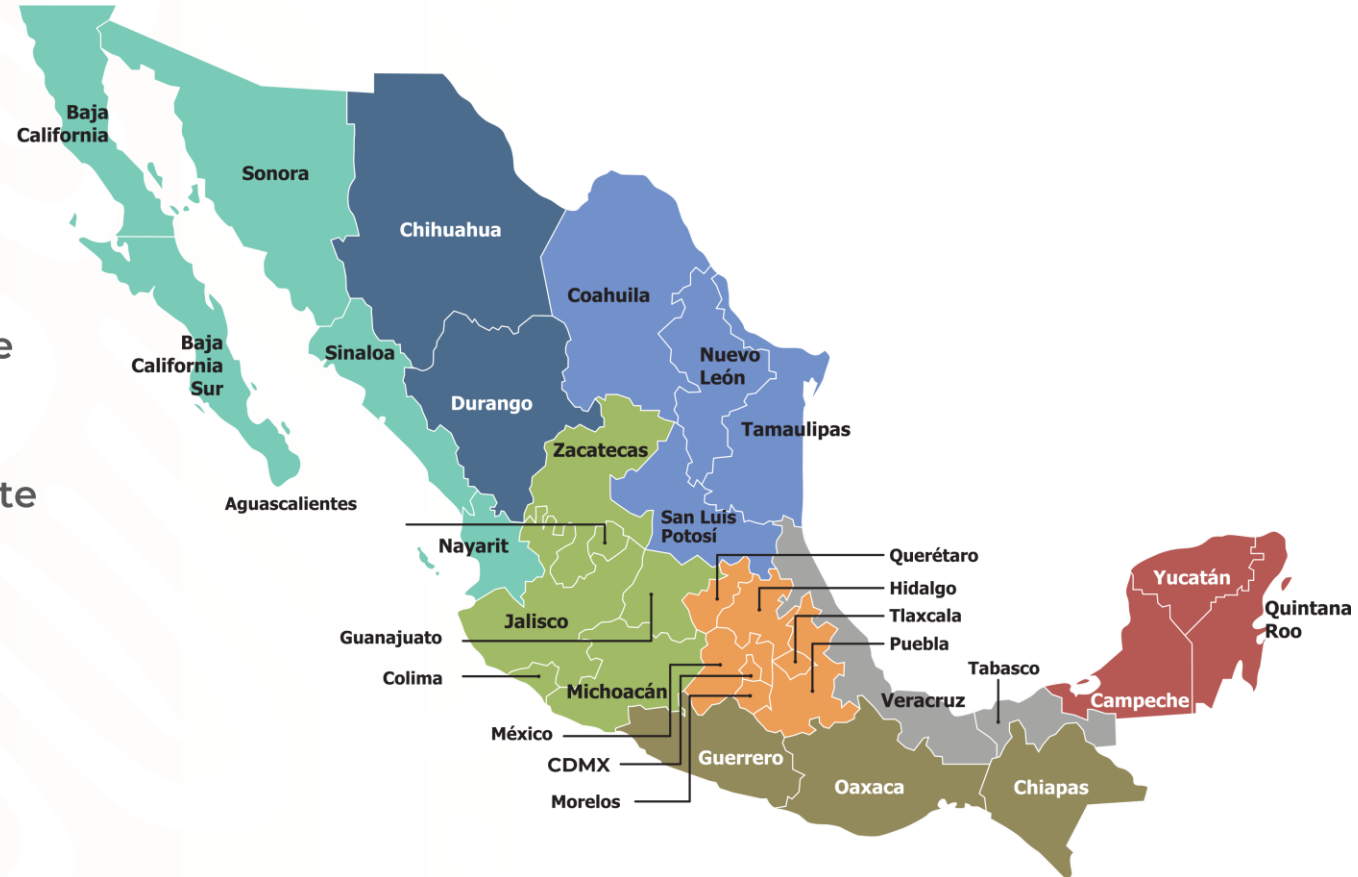 Baja
California
Sonora
Chihuahua
Coahuila
Baja
California
Sur
Sinaloa
Nuevo
León
Durango
Tamaulipas
Zacatecas
Aguascalientes
San Luis
Potosí
Nayarit
Querétaro
Hidalgo
Yucatán
Tlaxcala
Quintana
Roo
Jalisco
Guanajuato
Puebla
Tabasco
Colima
Michoacán
Veracruz
Campeche
México
CDMX
Guerrero
Morelos
Oaxaca
Chiapas